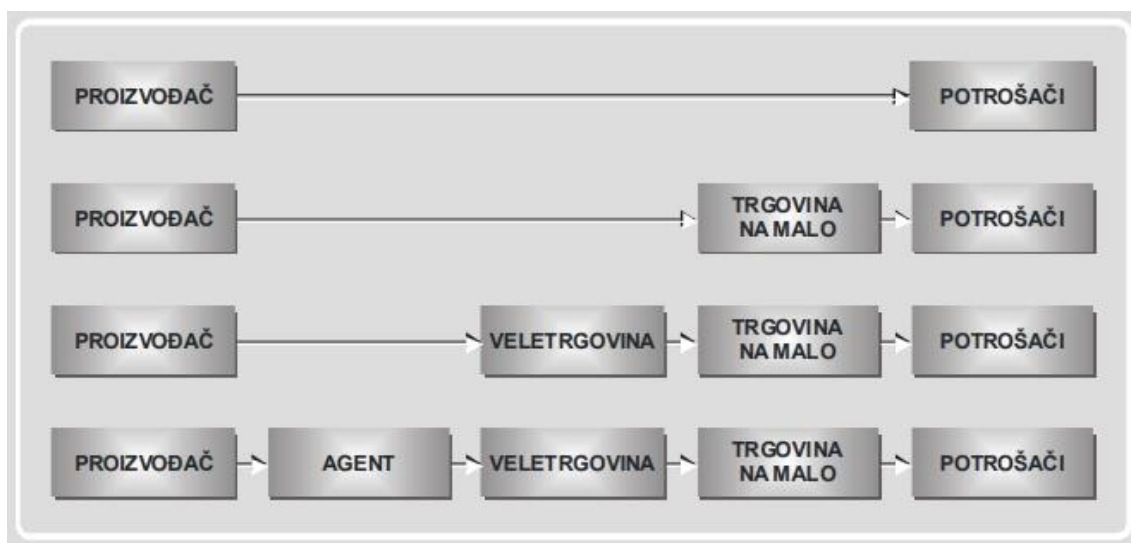 PROIZVOĐAČ
POTROŠAČI
PROIZVOĐAČ
TRGOVINA
NA MALO
POTROŠAČI
PROIZVOĐAČ
VELETRGOVINA
TRGOVINA
NA MALO
POTROŠAČI
PROIZVOĐAČ
AGENT
VELETRGOVINA
TRGOVINA
NA MALO
POTROŠAČI